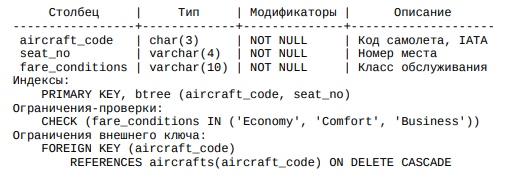 Столбец | Тип | Модификаторы | Описание
----------------+-------------+--------------+--------------------
aircraft_code | char(3) | NOT NULL | Код самолета, IATA
seat_no | varchar(4) | NOT NULL | Номер места
fare_conditions | varchar(10) | NOT NULL | Класс обслуживания
Индексы:
PRIMARY KEY, btree (aircraft_code, seat_no)
Ограничения-проверки:
CHECK (fare_conditions IN ('Economy', 'Comfort', 'Business'))
Ограничения внешнего ключа:
FOREIGN KEY (aircraft_code)
REFERENCES aircrafts(aircraft_code) ON DELETE CASCADE